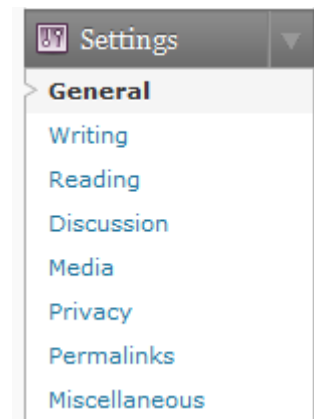 Settings
General
Writing
Reading
Discussion
Media
Privacy
Permalinks
Miscellaneous